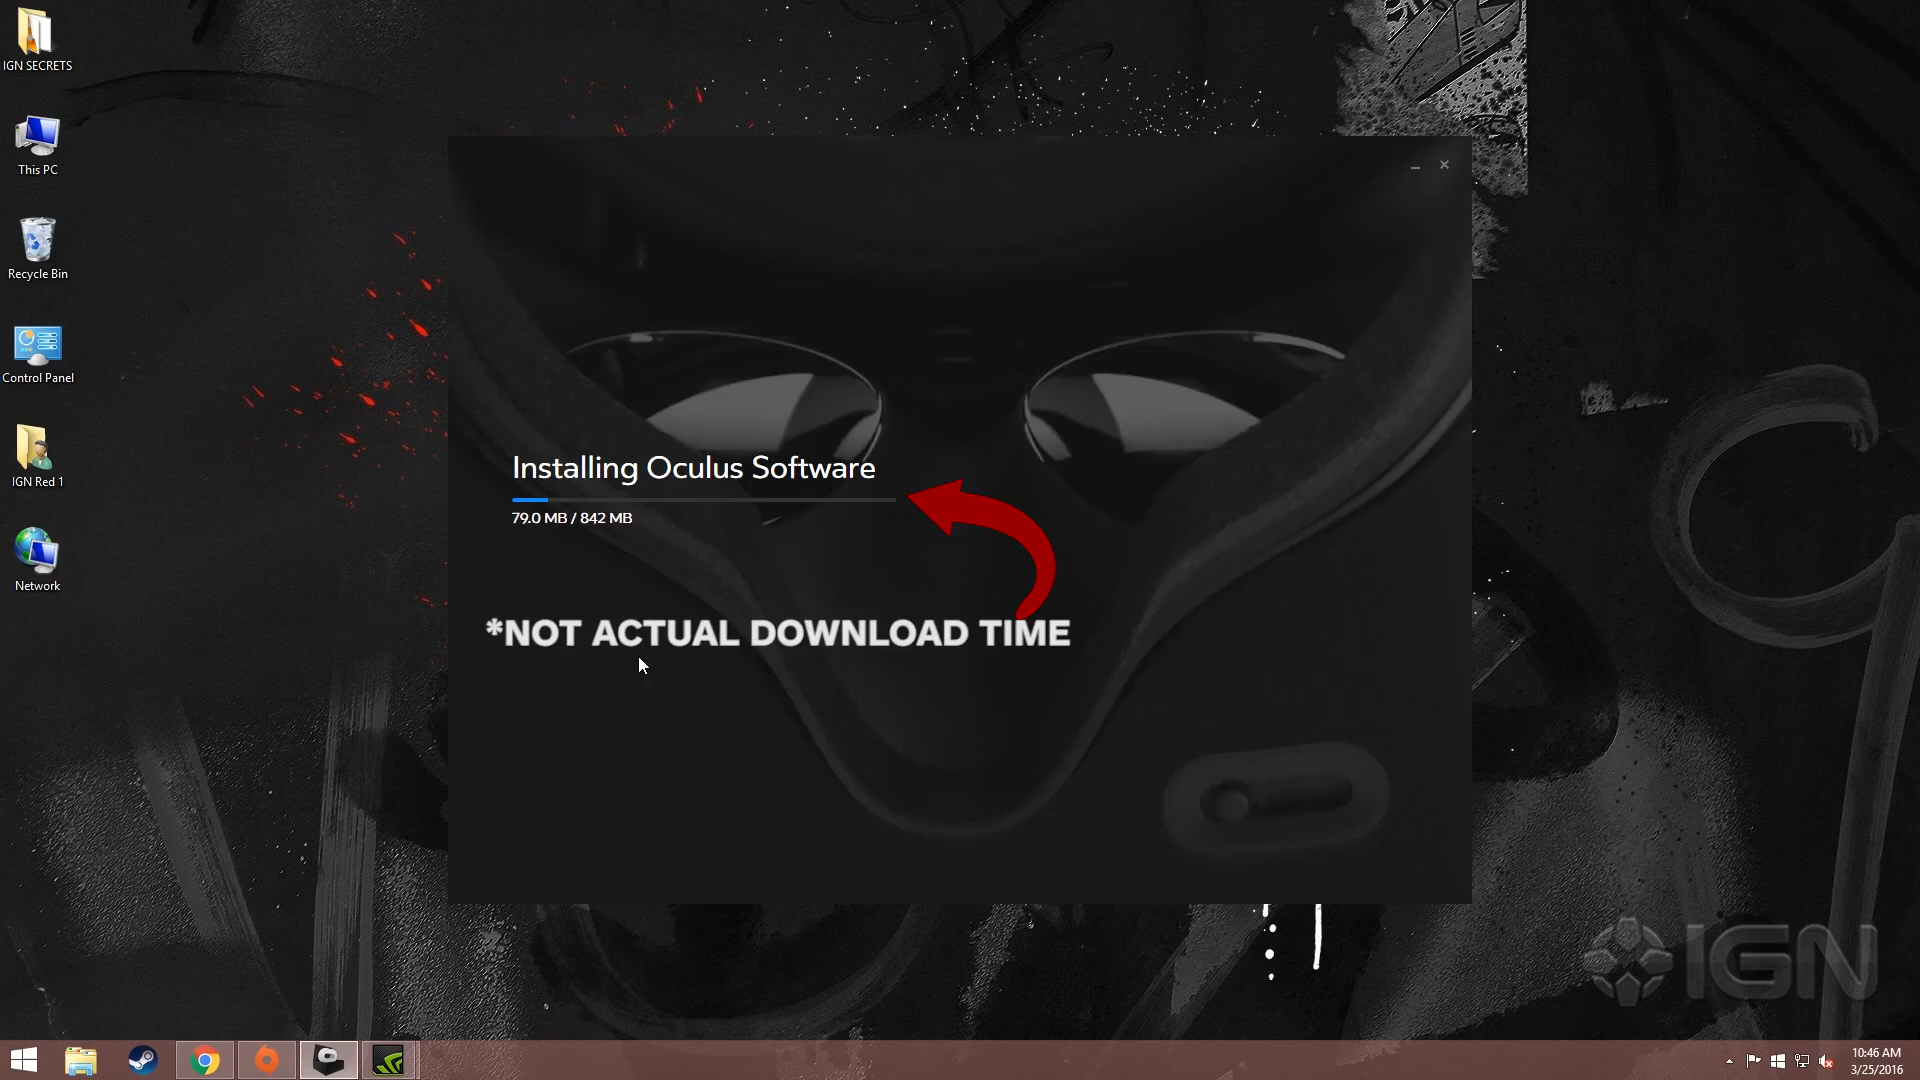 IGN SECRETS
This PC
Recycle Bin
Control Panel
IGN Red 1
Network
Installing Oculus Software
79.0 MB / 842 MB
*NOT ACTUAL DOWNLOAD TIME
IGN
10:46 AM
3/25/2016